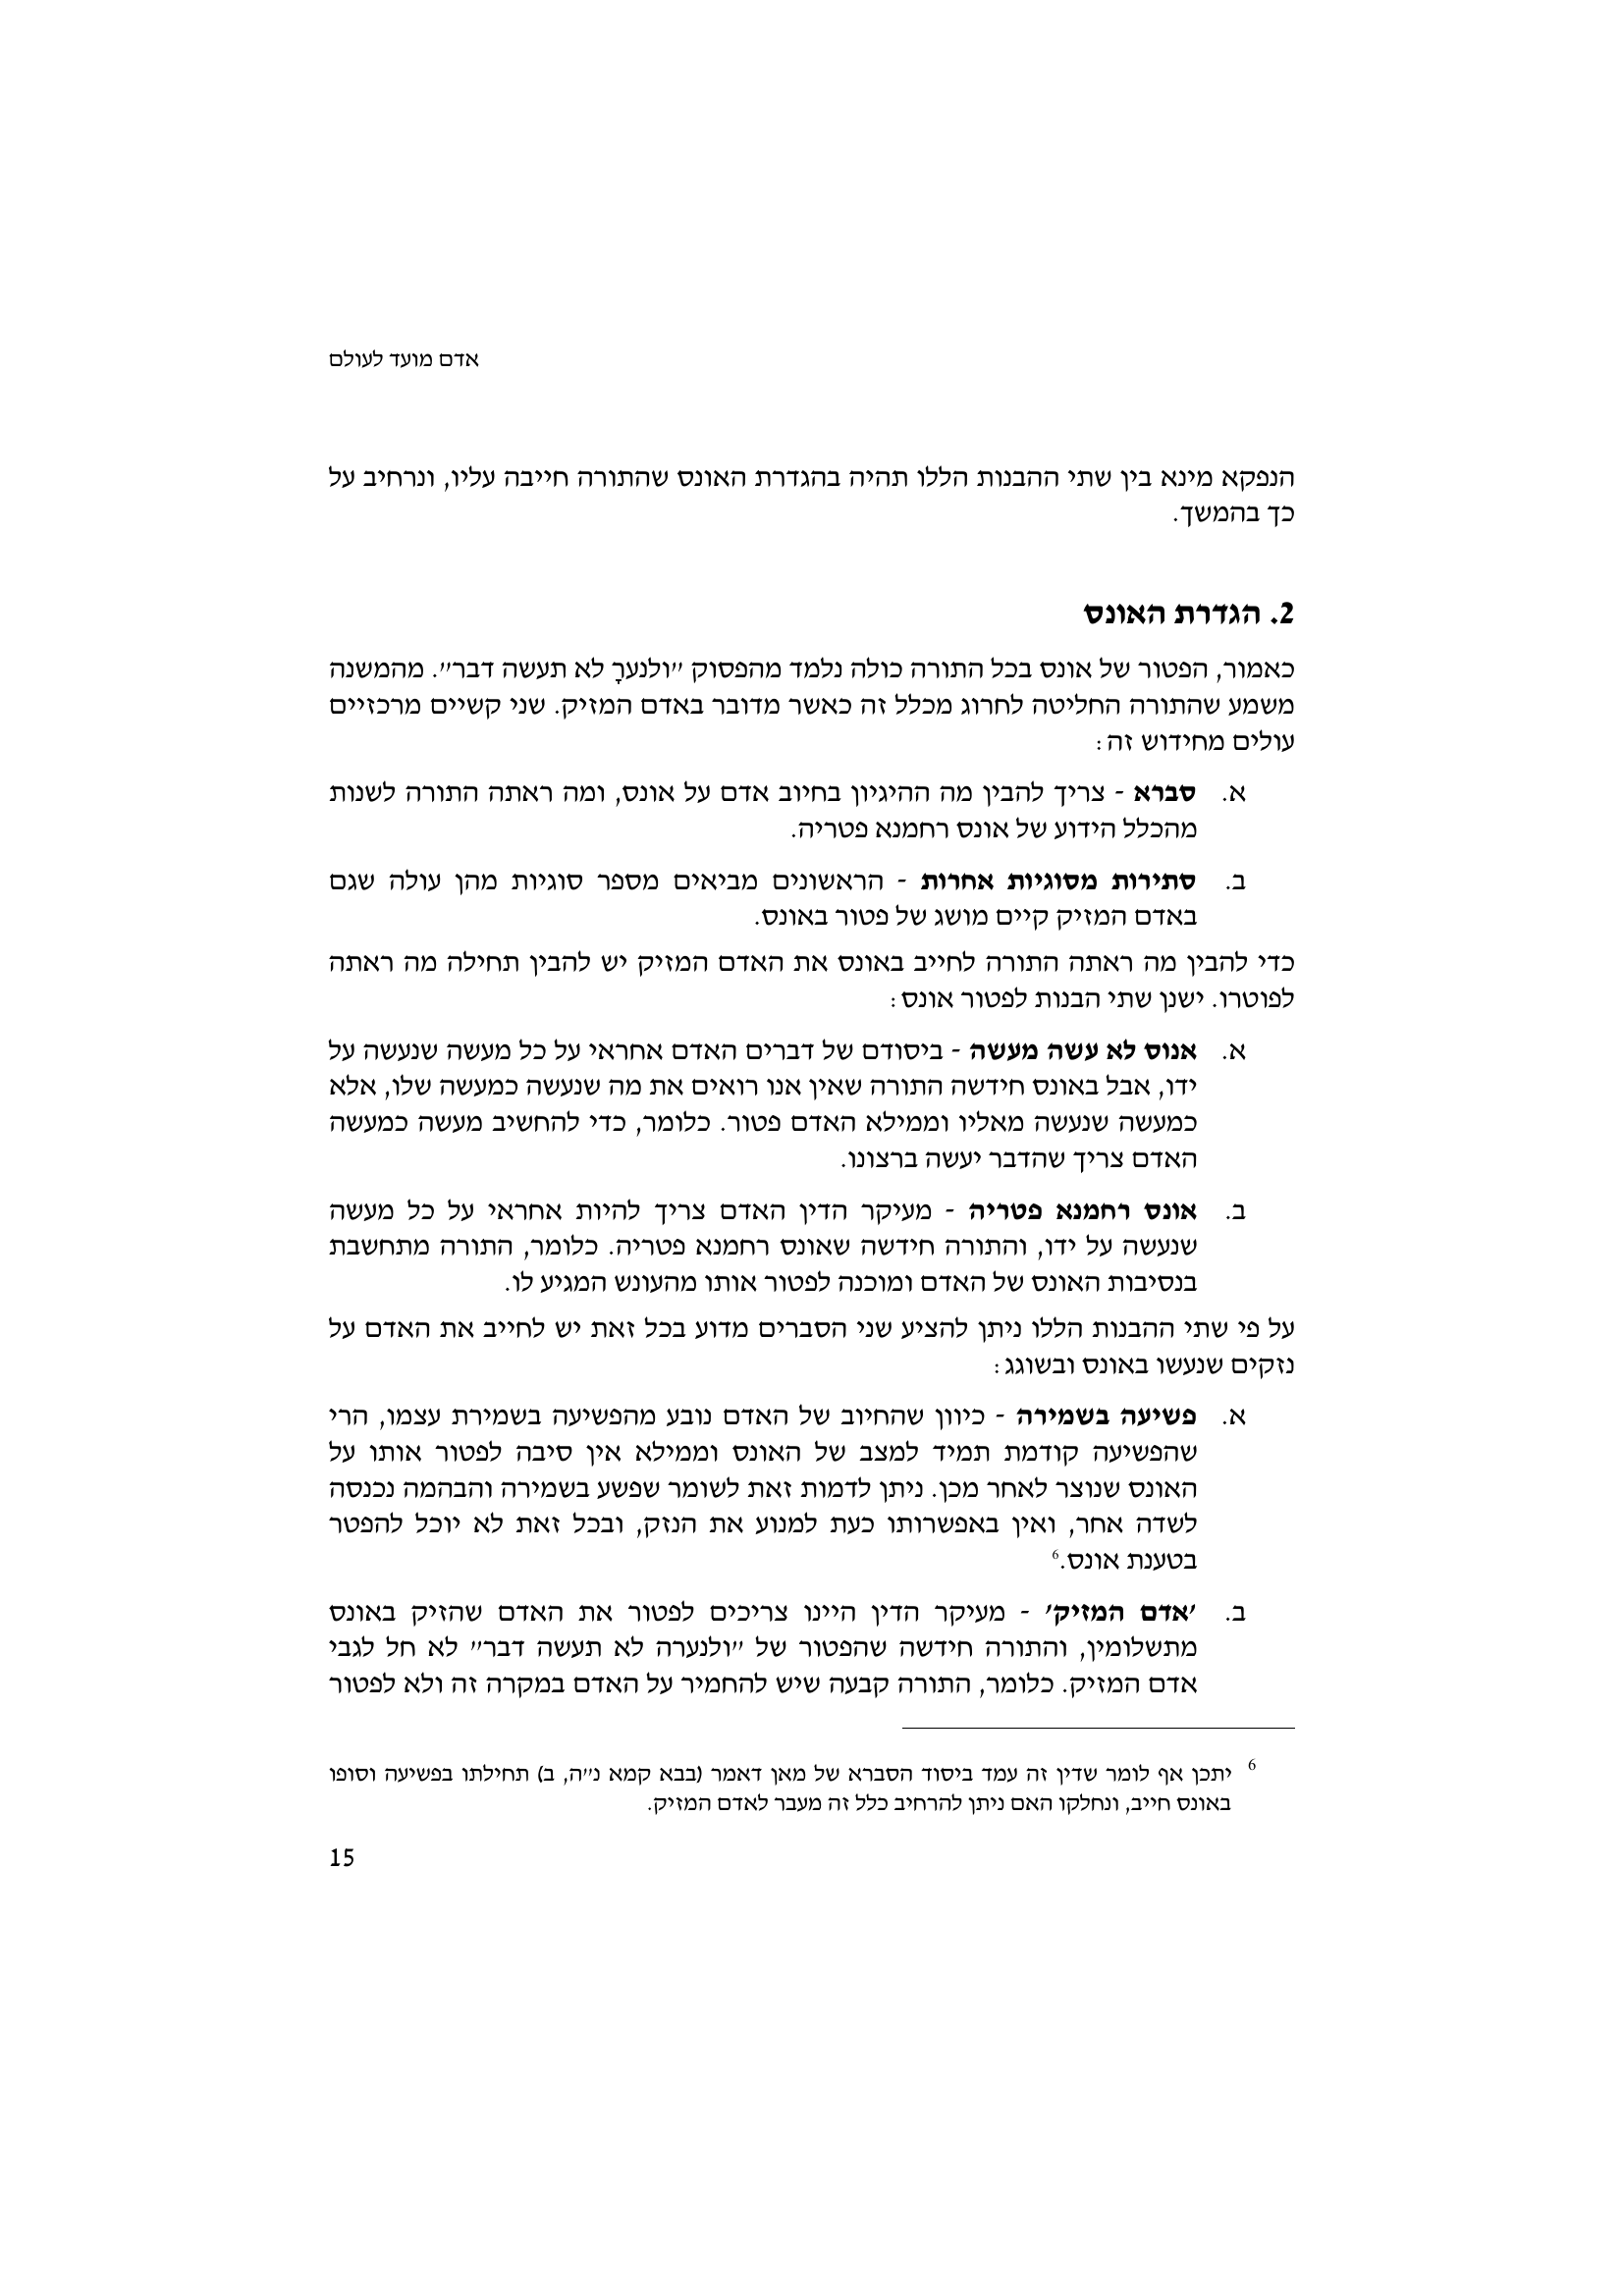 אדם מועד לעולם
הנפקא מינא בין שתי ההבנות הללו תהיה בהגדרת האונס שהתורה חייבה עליו, ונרחיב על
כך בהמשך.
2. הגדרת האונס
כאמור, הפטור של אונס בכל התורה כולה נלמד מהפסוק "ולנערָ לא תעשה דבר". מהמשנה
משמע שהתורה החליטה לחרוג מכלל זה כאשר מדובר באדם המזיק. שני קשיים מרכזיים
עולים מחידוש זה:
א. סברא - צריך להבין מה ההיגיון בחיוב אדם על אונס, ומה ראתה התורה לשנות
מהכלל הידוע של אונס רחמנא פטריה.
ב. סתירות מסוגיות אחרות - הראשונים מביאים מספר סוגיות מהן עולה שגם
באדם המזיק קיים מושג של פטור באונס.
כדי להבין מה ראתה התורה לחייב באונס את האדם המזיק יש להבין תחילה מה ראתה
לפוטרו. ישנן שתי הבנות לפטור אונס:
א. אנוס לא עשה מעשה - ביסודם של דברים האדם אחראי על כל מעשה שנעשה על
ידו, אבל באונס חידשה התורה שאין אנו רואים את מה שנעשה כמעשה שלו, אלא
כמעשה שנעשה מאליו וממילא האדם פטור. כלומר, כדי להחשיב מעשה כמעשה
האדם צריך שהדבר יעשה ברצונו.
ב. אונס רחמנא פטריה - מעיקר הדין האדם צריך להיות אחראי על כל מעשה
שנעשה על ידו, והתורה חידשה שאונס רחמנא פטריה. כלומר, התורה מתחשבת
בנסיבות האונס של האדם ומוכנה לפטור אותו מהעונש המגיע לו.
על פי שתי ההבנות הללו ניתן להציע שני הסברים מדוע בכל זאת יש לחייב את האדם על
נזקים שנעשו באונס ובשוגג:
א. פשיעה בשמירה - כיוון שהחיוב של האדם נובע מהפשיעה בשמירת עצמו, הרי
שהפשיעה קודמת תמיד למצב של האונס וממילא אין סיבה לפטור אותו על
האונס שנוצר לאחר מכן. ניתן לדמות זאת לשומר שפשע בשמירה והבהמה נכנסה
לשדה אחר, ואין באפשרותו כעת למנוע את הנזק, ובכל זאת לא יוכל להפטר
בטענת אונס.6
ב. 'אדם המזיק' - מעיקר הדין היינו צריכים לפטור את האדם שהזיק באונס
מתשלומין, והתורה חידשה שהפטור של "ולנערה לא תעשה דבר" לא חל לגבי
אדם המזיק. כלומר, התורה קבעה שיש להחמיר על האדם במקרה זה ולא לפטור
6 יתכן אף לומר שדין זה עמד ביסוד הסברא של מאן דאמר (בבא קמא נ"ה, ב) תחילתו בפשיעה וסופו
באונס חייב, ונחלקו האם ניתן להרחיב כלל זה מעבר לאדם המזיק.
15